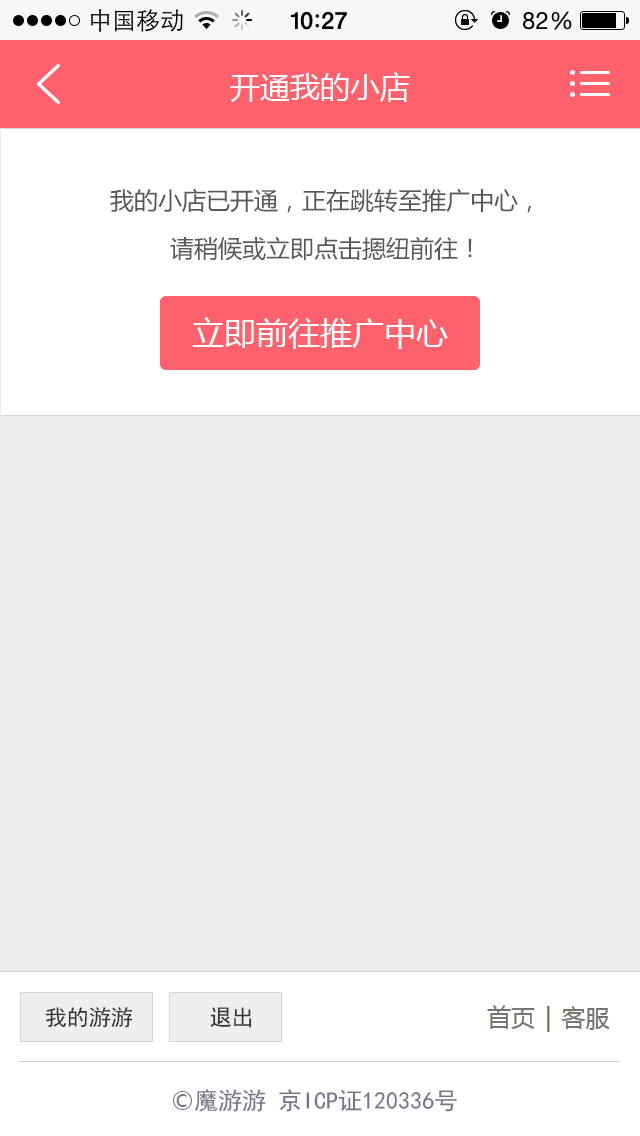 中国移动 10:27 82%
开通我的小店
我的小店已开通，正在跳转至推广中心，
请稍候或立即点击摁纽前往！
立即前往推广中心
我的游游 退出 首页 | 客服
©魔游游 京ICP证120336号